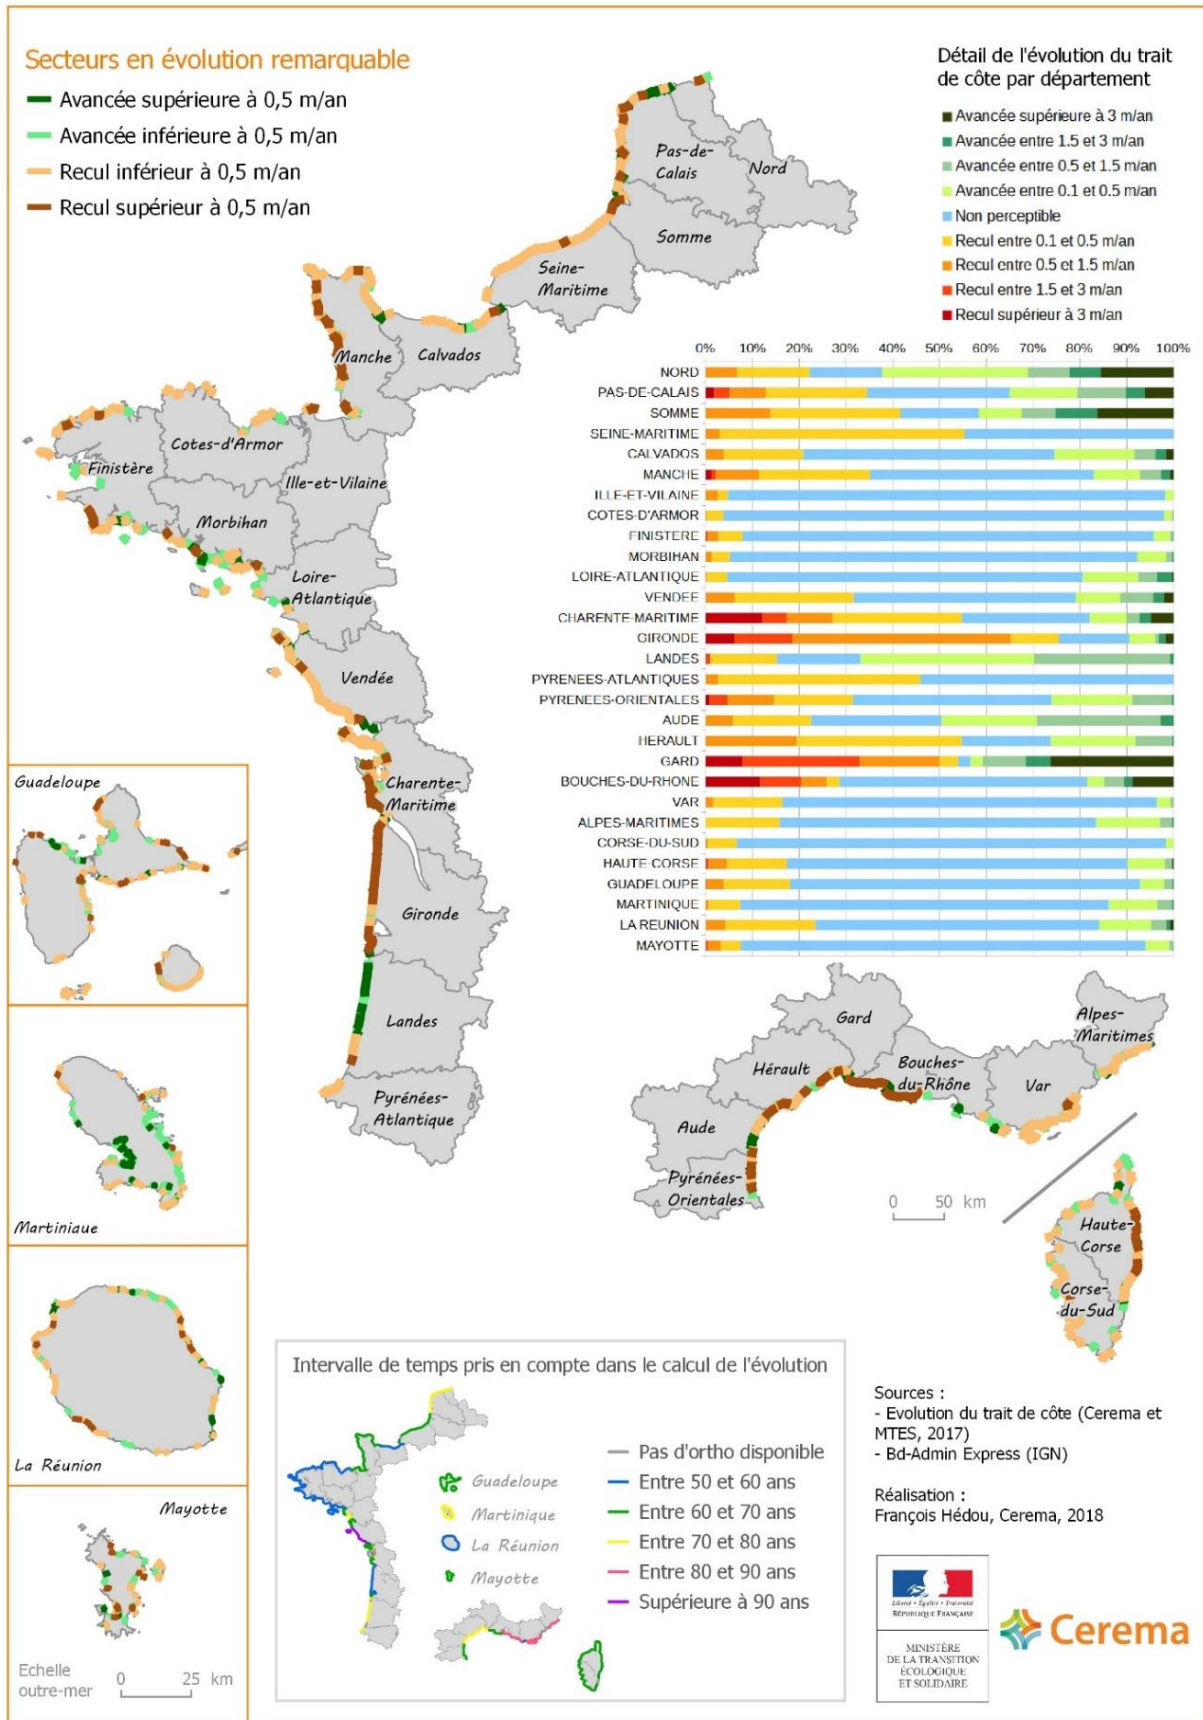 Secteurs en évolution remarquable
Avancée supérieure à 0,5 m/an
Avancée inférieure à 0,5 m/an
Recul inférieur à 0,5 m/an
Recul supérieur à 0,5 m/an
Détail de l'évolution du trait
de côte par département
Avancée supérieure à 3 m/an
Avancée entre 1.5 et 3 m/an
Avancée entre 0.5 et 1.5 m/an
Avancée entre 0.1 et 0.5 m/an
Non perceptible
Recul entre 0.1 et 0.5 m/an
Recul entre 0.5 et 1.5 m/an
Recul entre 1.5 et 3 m/an
Recul supérieur à 3 m/an
Pas-de-
Calais
Nord
Somme
Seine-
Maritime
Manche
Calvados
Cotes-d'Armor
Finistère
Ille-et-Vilaine
Morbihan
Loire-
Atlantique
Vendée
Charente-
Maritime
Gironde
Landes
Pyrénées-
Atlantique
0% 10% 20% 30% 40% 50% 60% 70% 80% 90% 100%
NORD
PAS-DE-CALAIS
SOMME
SEINE-MARITIME
CALVADOS
MANCHE
ILLE-ET-VILAINE
COTES-D'ARMOR
FINISTERE
MORBIHAN
LOIRE-ATLANTIQUE
VENDEE
CHARENTE-MARITIME
GIRONDE
LANDES
PYRENEES-ATLANTIQUES
PYRENEES-ORIENTALES
AUDE
HERAULT
GARD
BOUCHES-DU-RHONE
VAR
ALPES-MARITIMES
CORSE-DU-SUD
HAUTE-CORSE
GUADELOUPE
MARTINIQUE
LA REUNION
MAYOTTE
Guadeloupe
Martinique
La Réunion
Mayotte
Echelle
outre-mer
0 25 km
Gard
Hérault
Bouches-
du-Rhône
Var
Alpes-
Maritimes
Aude
Pyrénées-
Orientales
0 50 km
Haute-
Corse
Corse-
du-Sud
Intervalle de temps pris en compte dans le calcul de l'évolution
Guadeloupe
Martinique
La Réunion
Mayotte
Pas d'ortho disponible
Entre 50 et 60 ans
Entre 60 et 70 ans
Entre 70 et 80 ans
Entre 80 et 90 ans
Supérieure à 90 ans
Sources :
- Evolution du trait de côte (Cerema et
MTES, 2017)
- Bd-Admin Express (IGN)
Réalisation :
François Hédou, Cerema, 2018
Liberté • Égalité • Fraternité
RÉPUBLIQUE FRANÇAISE
MINISTÈRE
DE LA TRANSITION
ÉCOLOGIQUE
ET SOLIDAIRE
Cerema